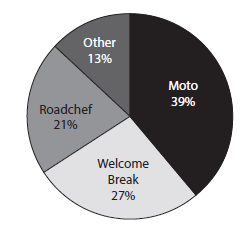 Other
13%
Moto
39%
Roadchef
21%
Welcome
Break
27%